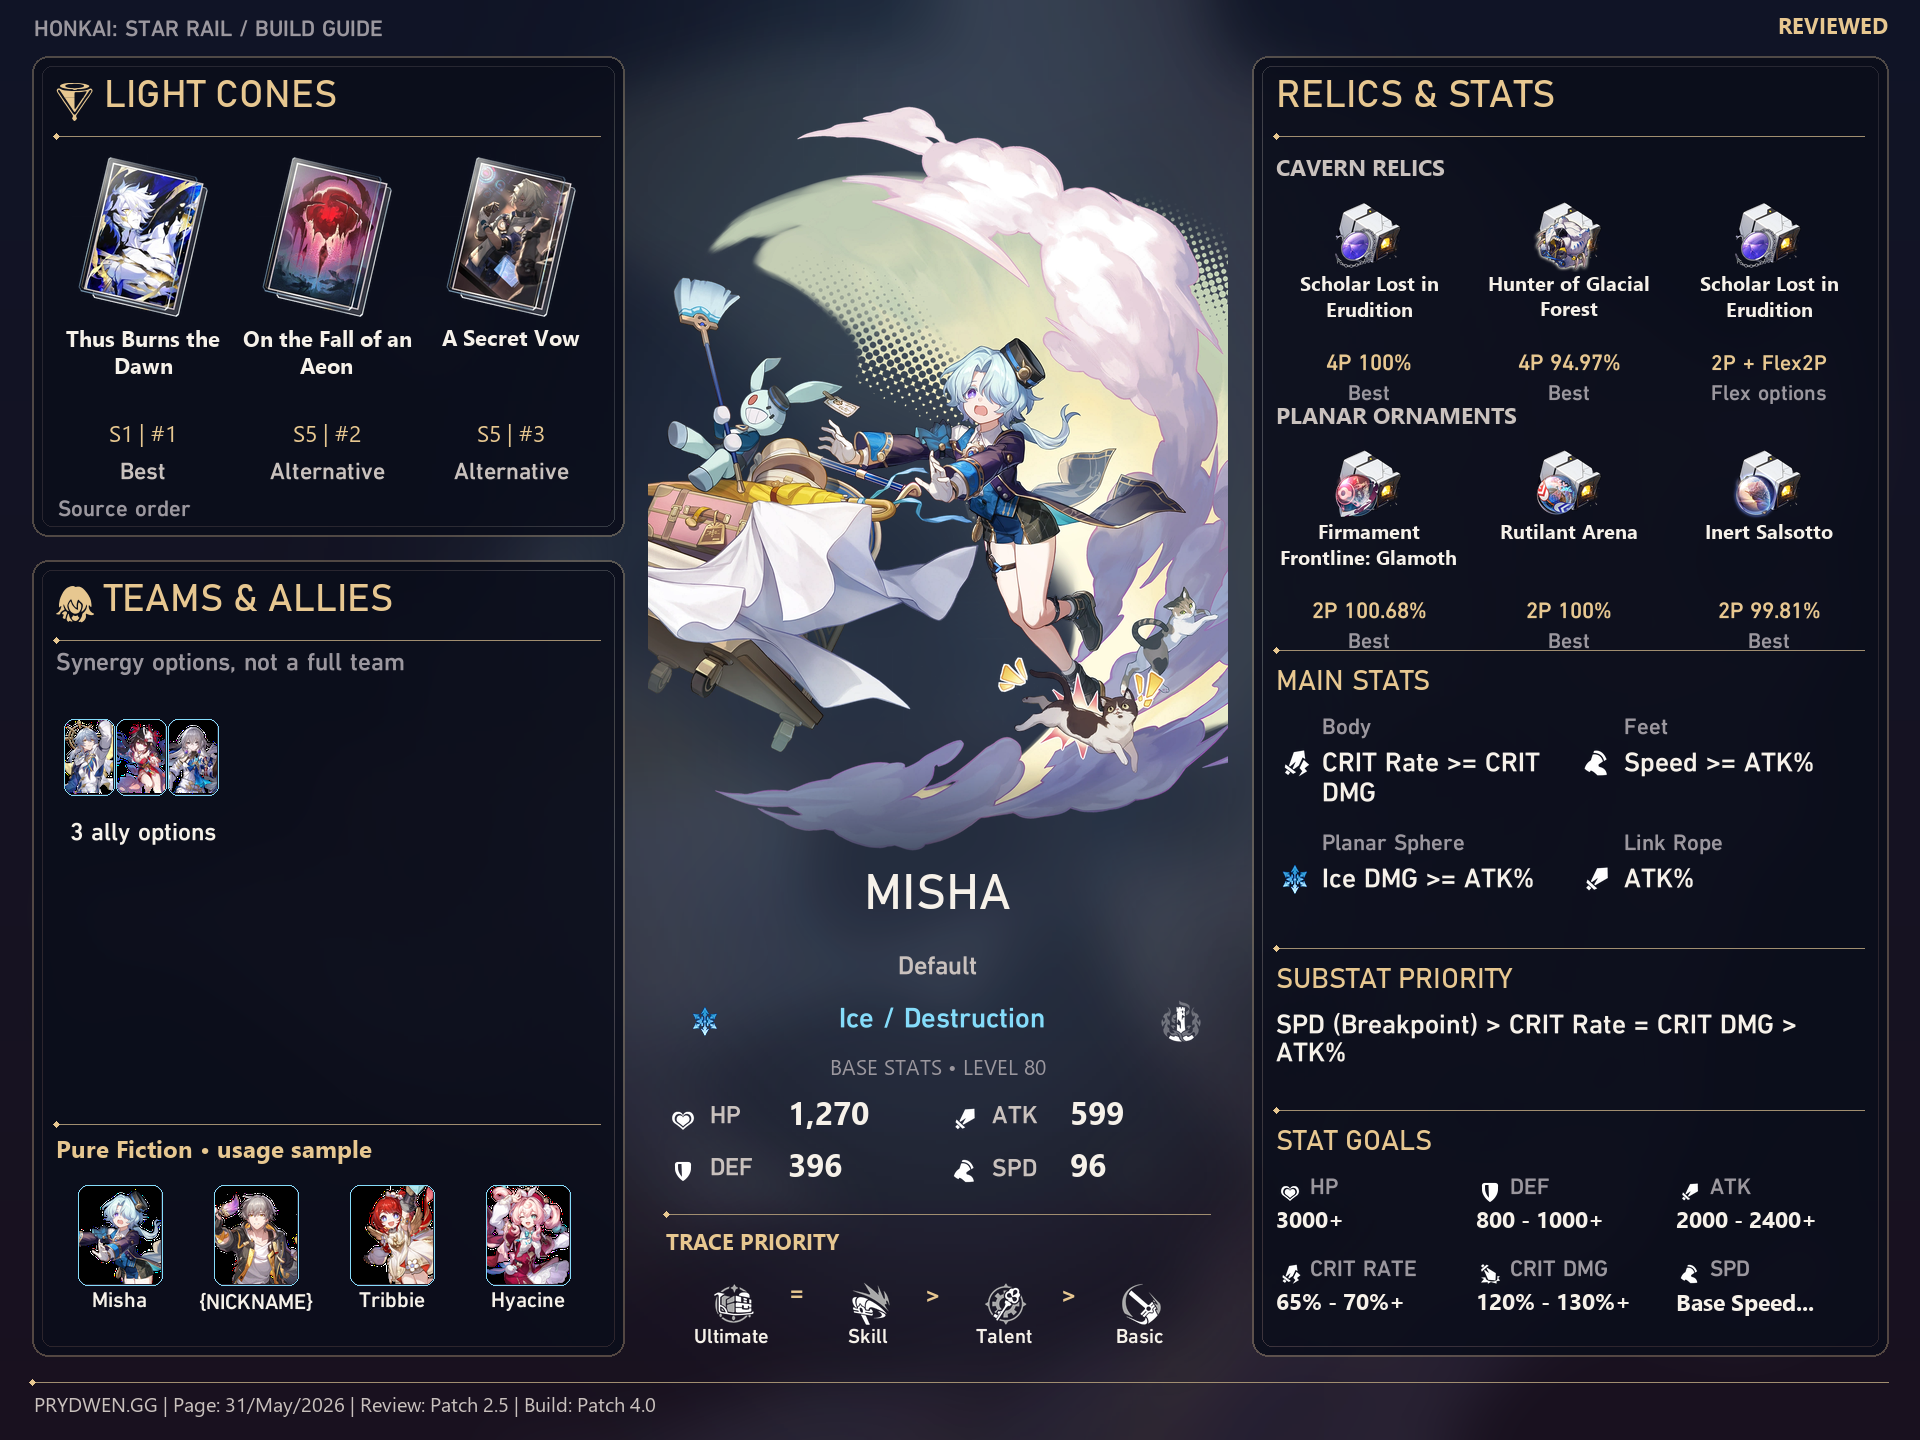 HONKAI: STAR RAIL / BUILD GUIDE
REVIEWED
LIGHT CONES
Thus Burns the
Dawn
S1 | #1
Best
On the Fall of an
Aeon
S5 | #2
Alternative
A Secret Vow
S5 | #3
Alternative
Source order
TEAMS & ALLIES
Synergy options, not a full team
3 ally options
Pure Fiction • usage sample
Misha
{NICKNAME}
Tribbie
Hyacine
MISHA
Default
Ice / Destruction
BASE STATS • LEVEL 80
HP 1,270
ATK 599
DEF 396
SPD 96
TRACE PRIORITY
= > >
Ultimate Skill Talent Basic
RELICS & STATS
CAVERN RELICS
Scholar Lost in
Erudition
4P 100%
Best
Hunter of Glacial
Forest
4P 94.97%
Best
Scholar Lost in
Erudition
2P + Flex2P
Flex options
PLANAR ORNAMENTS
Firmament
Frontline: Glamoth
2P 100.68%
Best
Rutilant Arena
2P 100%
Best
Inert Salsotto
2P 99.81%
Best
MAIN STATS
Body
CRIT Rate >= CRIT
DMG
Feet
Speed >= ATK%
Planar Sphere
Ice DMG >= ATK%
Link Rope
ATK%
SUBSTAT PRIORITY
SPD (Breakpoint) > CRIT Rate = CRIT DMG >
ATK%
STAT GOALS
HP
3000+
DEF
800 - 1000+
ATK
2000 - 2400+
CRIT RATE
65% - 70%+
CRIT DMG
120% - 130%+
SPD
Base Speed...
PRYDWEN.GG | Page: 31/May/2026 | Review: Patch 2.5 | Build: Patch 4.0